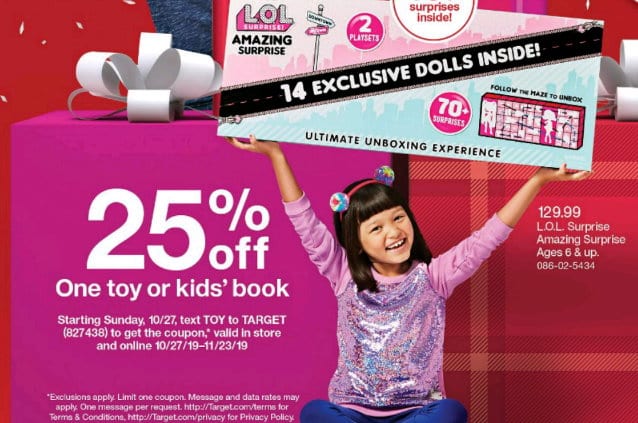 surprises
inside!
L.O.L.
SURPRISE!
AMAZING
SURPRISE
DOWNTOWN
2
PLAYSETS
14 EXCLUSIVE DOLLS INSIDE!
70+
SURPRISES
FOLLOW THE MAZE TO UNBOX
ULTIMATE UNBOXING EXPERIENCE
25% off
One toy or kids' book
Starting Sunday, 10/27, text TOY to TARGET
(827438) to get the coupon,* valid in store
and online 10/27/19–11/23/19
*Exclusions apply. Limit one coupon. Message and data rates may
apply. One message per request. http://Target.com/terms for
Terms & Conditions, http://Target.com/privacy for Privacy Policy.
129.99
L.O.L. Surprise
Amazing Surprise
Ages 6 & up.
086-02-5434